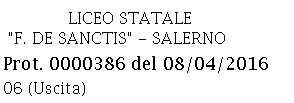 LICEO STATALE
"F. DE SANCTIS" – SALERNO
Prot. 0000386 del 08/04/2016
06 (Uscita)